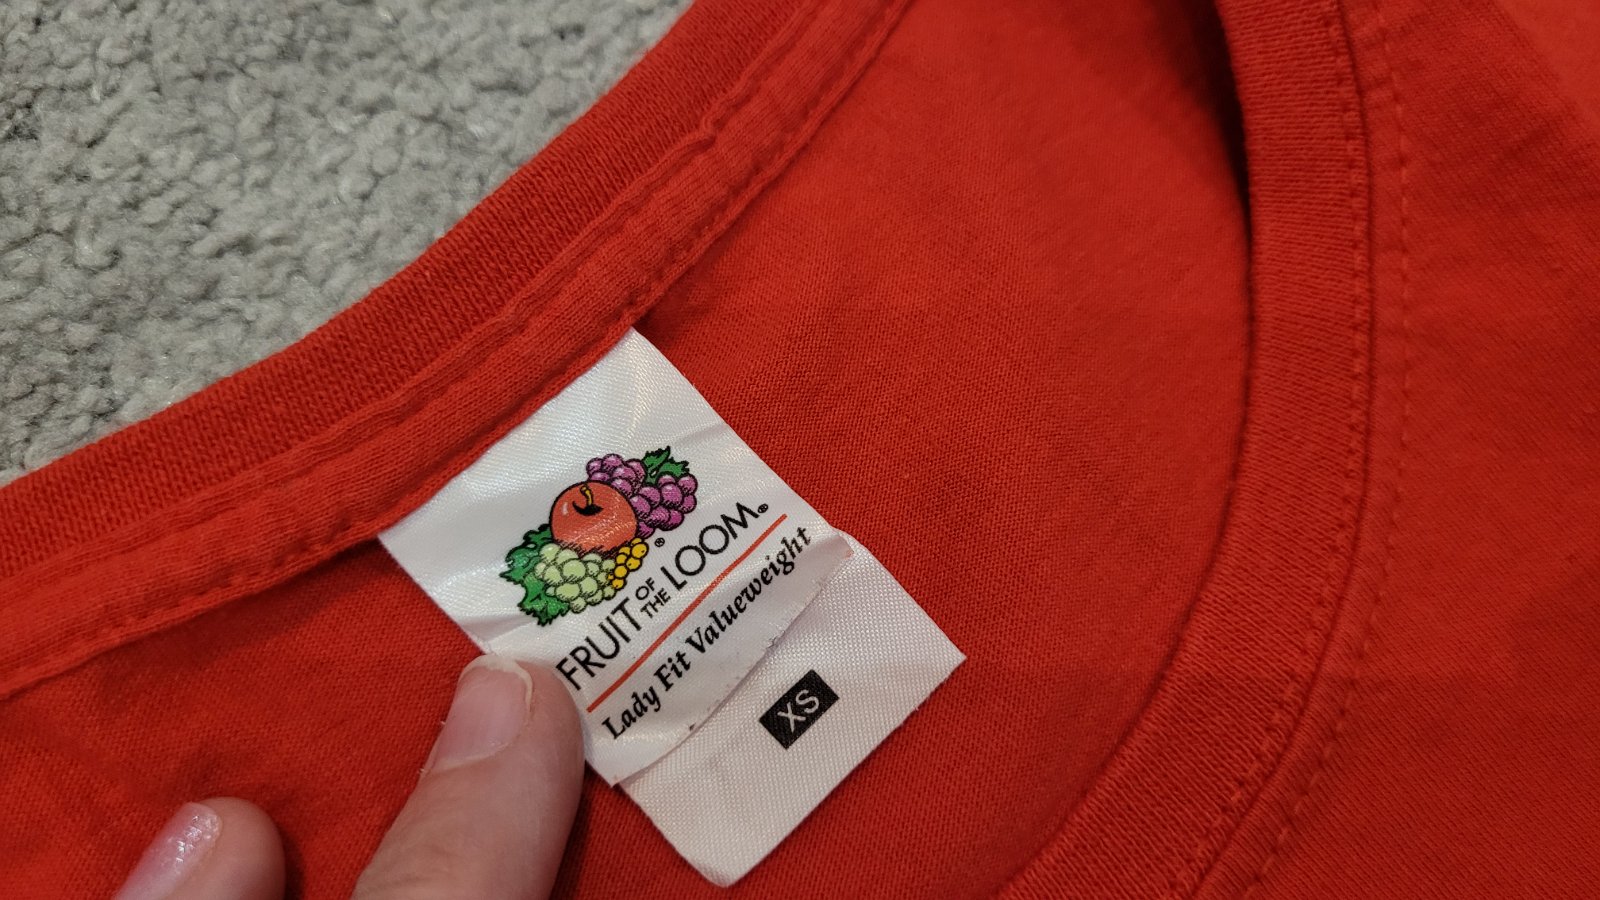 FRUIT OF THE LOOM®
Lady Fit Valueweight
XS